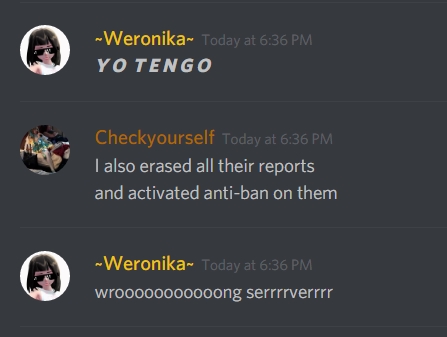 ~Weronika~ Today at 6:36 PM
YO TENGO
Checkyourself Today at 6:36 PM
I also erased all their reports
and activated anti-ban on them
~Weronika~ Today at 6:36 PM
wrooooooooooong serrrrverrrr